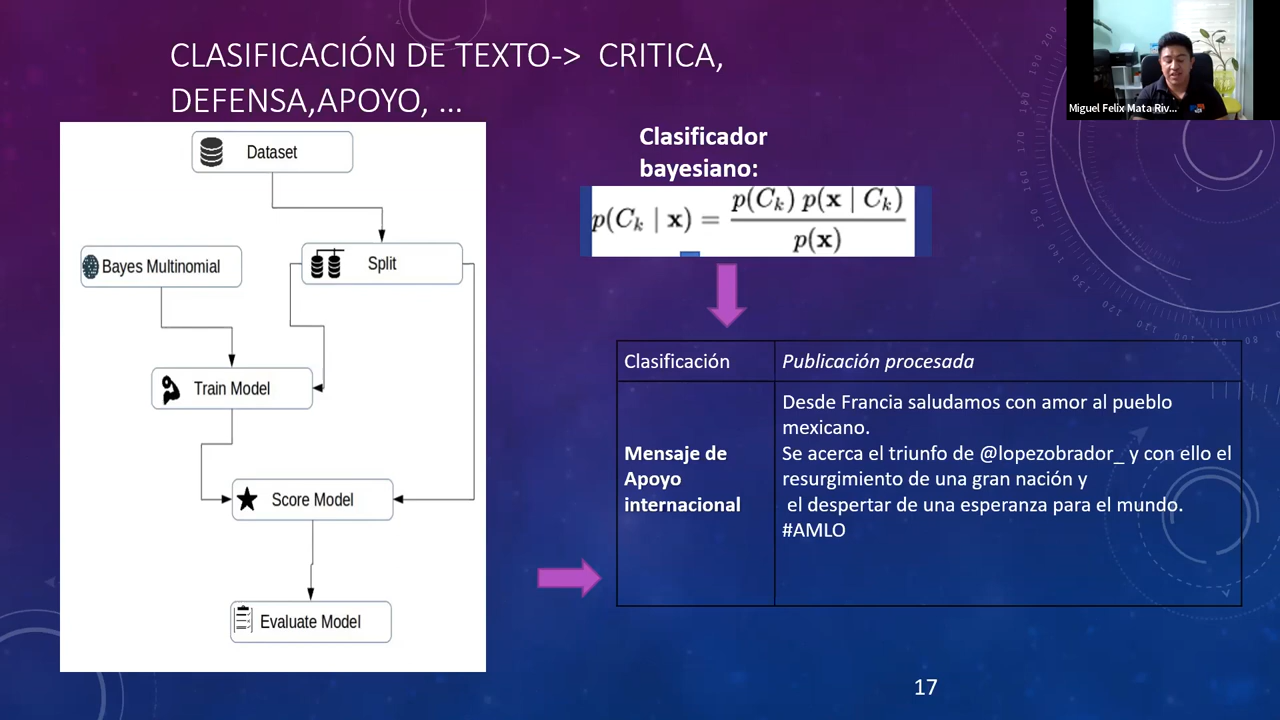 CLASIFICACIÓN DE TEXTO-> CRITICA,
DEFENSA,APOYO, ...
Miguel Felix Mata Riv...
Dataset
Split
Bayes Multinomial
Train Model
Score Model
Evaluate Model
Clasificador
bayesiano:
p(C_k | x) = p(C_k) p(x | C_k) / p(x)
Clasificación
Publicación procesada
Mensaje de
Apoyo
internacional
Desde Francia saludamos con amor al pueblo
mexicano.
Se acerca el triunfo de @lopezobrador_ y con ello el
resurgimiento de una gran nación y
el despertar de una esperanza para el mundo.
#AMLO
17